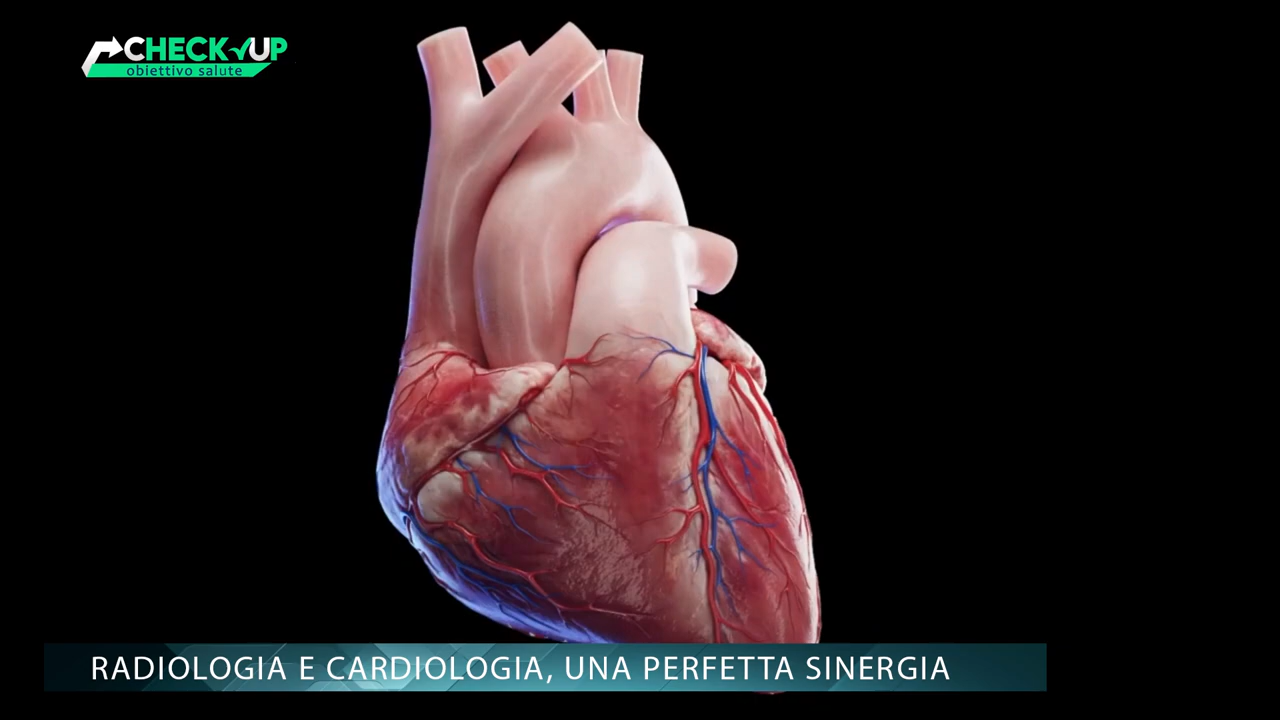 CHECK UP
obiettivo salute
RADIOLOGIA E CARDIOLOGIA, UNA PERFETTA SINERGIA